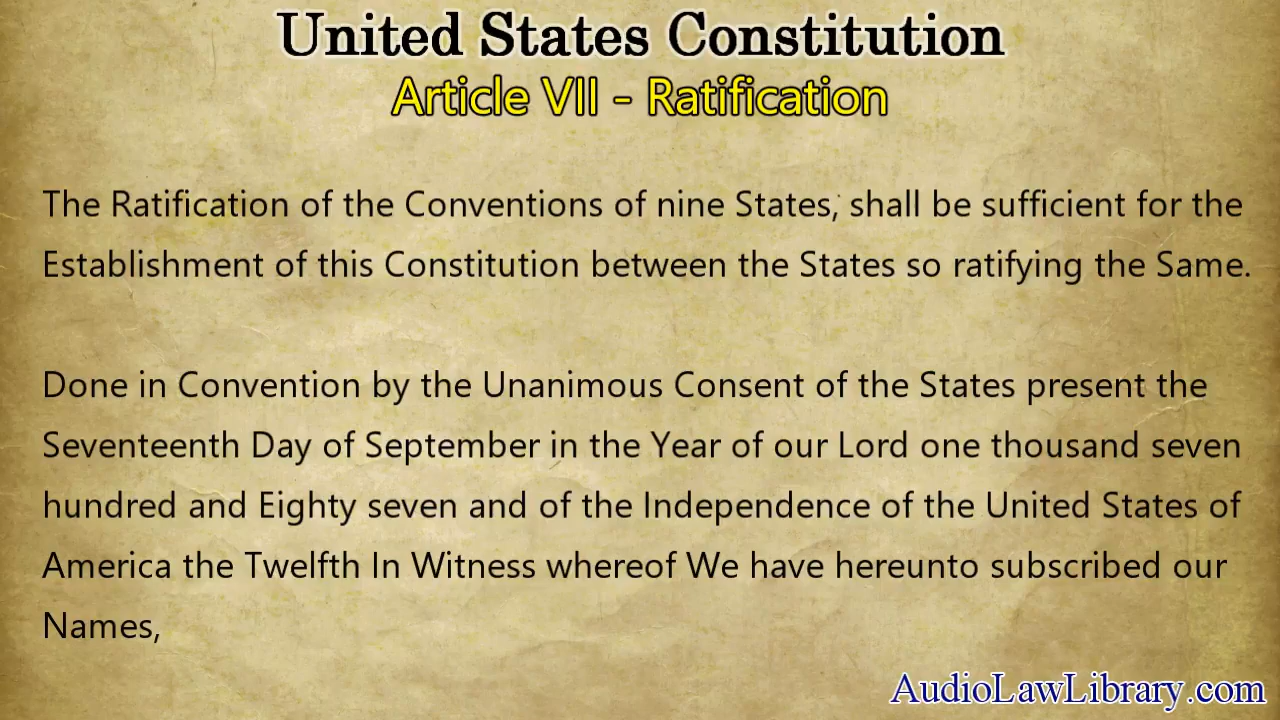 United States Constitution
Article VII - Ratification
The Ratification of the Conventions of nine States, shall be sufficient for the
Establishment of this Constitution between the States so ratifying the Same.
Done in Convention by the Unanimous Consent of the States present the
Seventeenth Day of September in the Year of our Lord one thousand seven
hundred and Eighty seven and of the Independence of the United States of
America the Twelfth In Witness whereof We have hereunto subscribed our
Names,
AudioLawLibrary.com